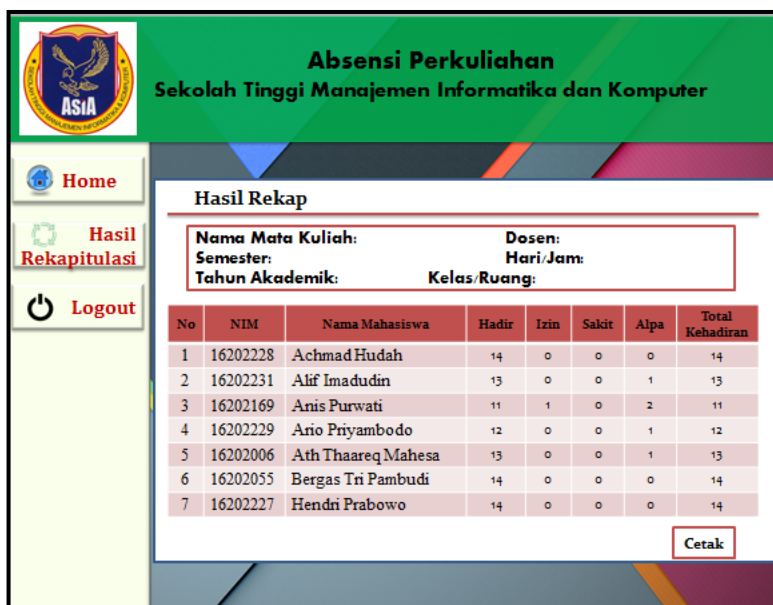 Absensi Perkuliahan
Sekolah Tinggi Manajemen Informatika dan Komputer
ASIA
Home
Hasil
Rekapitulasi
Logout
Hasil Rekap
Nama Mata Kuliah: Dosen:
Semester: Hari/Jam:
Tahun Akademik: Kelas/Ruang:
No NIM Nama Mahasiswa Hadir Izin Sakit Alpa Total Kehadiran
1 16202228 Achmad Hudah 14 0 0 0 14
2 16202231 Alif Imadudin 13 0 0 1 13
3 16202169 Anis Purwati 11 1 0 2 11
4 16202229 Ario Priyambodo 12 0 0 1 12
5 16202006 Ath Thaareq Mahesa 13 0 0 1 13
6 16202055 Bergas Tri Pambudi 14 0 0 0 14
7 16202227 Hendri Prabowo 14 0 0 0 14
Cetak